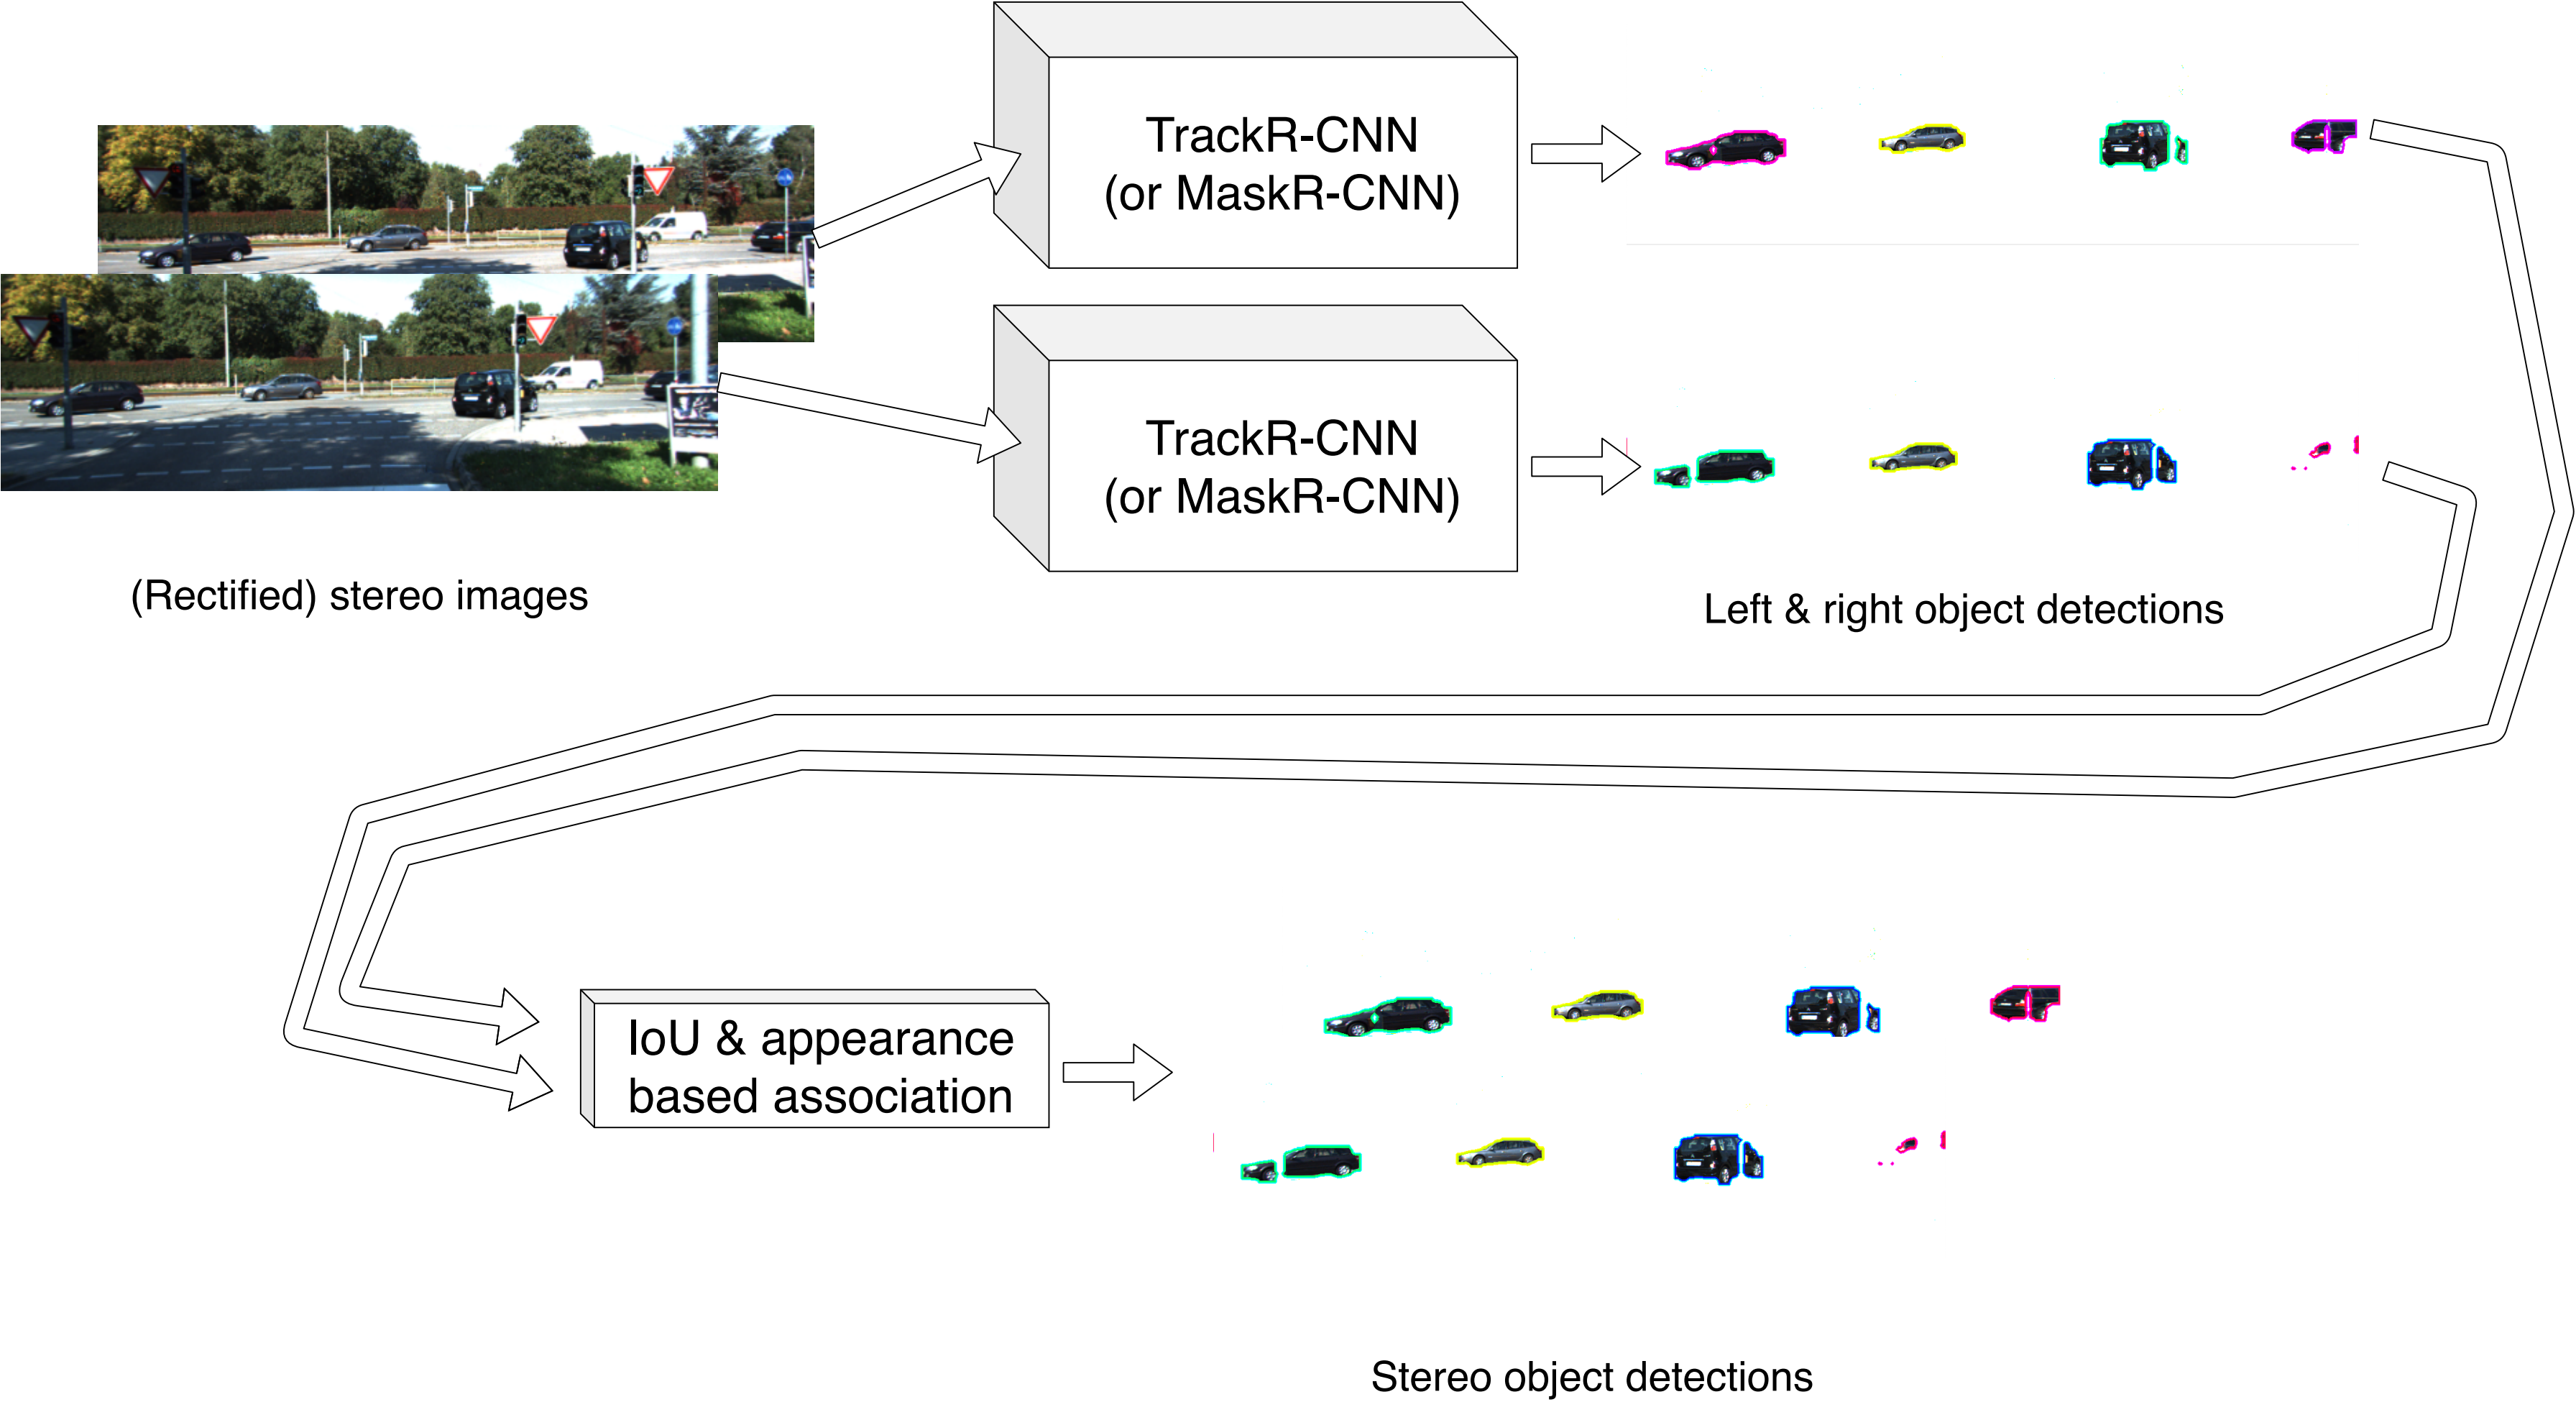 TrackR-CNN
(or MaskR-CNN)
TrackR-CNN
(or MaskR-CNN)
(Rectified) stereo images
Left & right object detections
IoU & appearance
based association
Stereo object detections